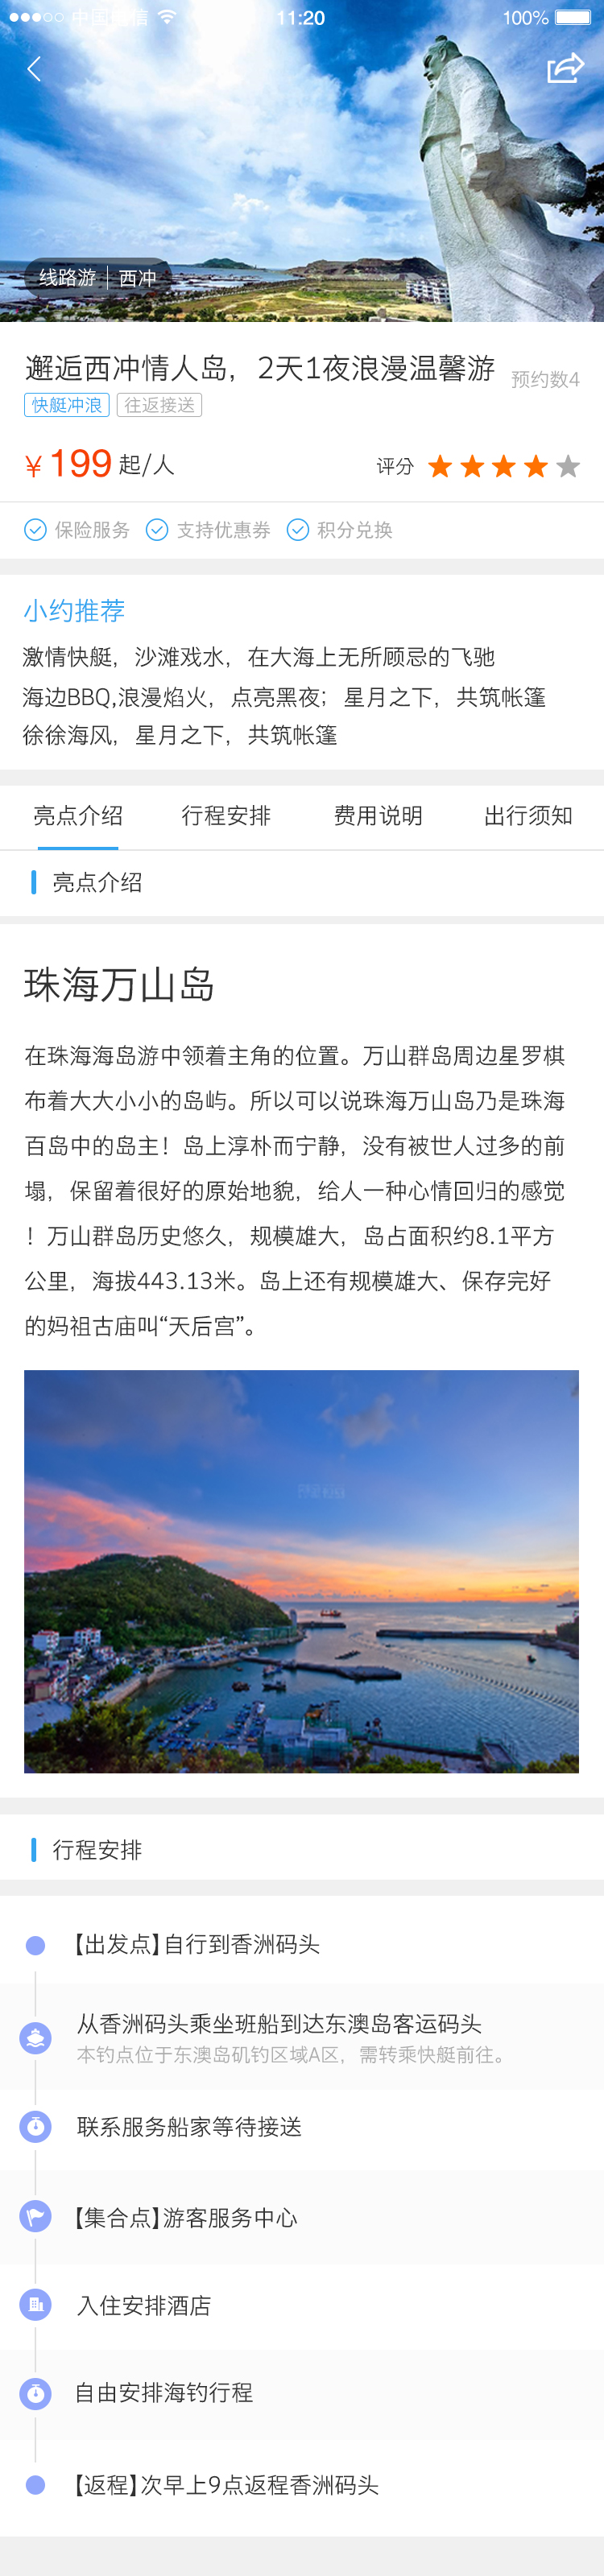 11:20
100%
线路游 | 西冲
邂逅西冲情人岛，2天1夜浪漫温馨游
预约数4
快艇冲浪 往返接送
¥ 199 起/人
评分
保险服务 支持优惠券 积分兑换
小约推荐
激情快艇，沙滩戏水，在大海上无所顾忌的飞驰
海边BBQ,浪漫焰火，点亮黑夜；星月之下，共筑帐篷
徐徐海风，星月之下，共筑帐篷
亮点介绍 行程安排 费用说明 出行须知
亮点介绍
珠海万山岛
在珠海海岛游中领着主角的位置。万山群岛周边星罗棋
布着大大小小的岛屿。所以可以说珠海万山岛乃是珠海
百岛中的岛主！岛上淳朴而宁静，没有被世人过多的前
塌，保留着很好的原始地貌，给人一种心情回归的感觉
！万山群岛历史悠久，规模雄大，岛占面积约8.1平方
公里，海拔443.13米。岛上还有规模雄大、保存完好
的妈祖古庙叫“天后宫”。
行程安排
【出发点】自行到香洲码头
从香洲码头乘坐班船到达东澳岛客运码头
本钓点位于东澳岛矶钓区域A区，需转乘快艇前往。
联系服务船家等待接送
【集合点】游客服务中心
入住安排酒店
自由安排海钓行程
【返程】次早上9点返程香洲码头